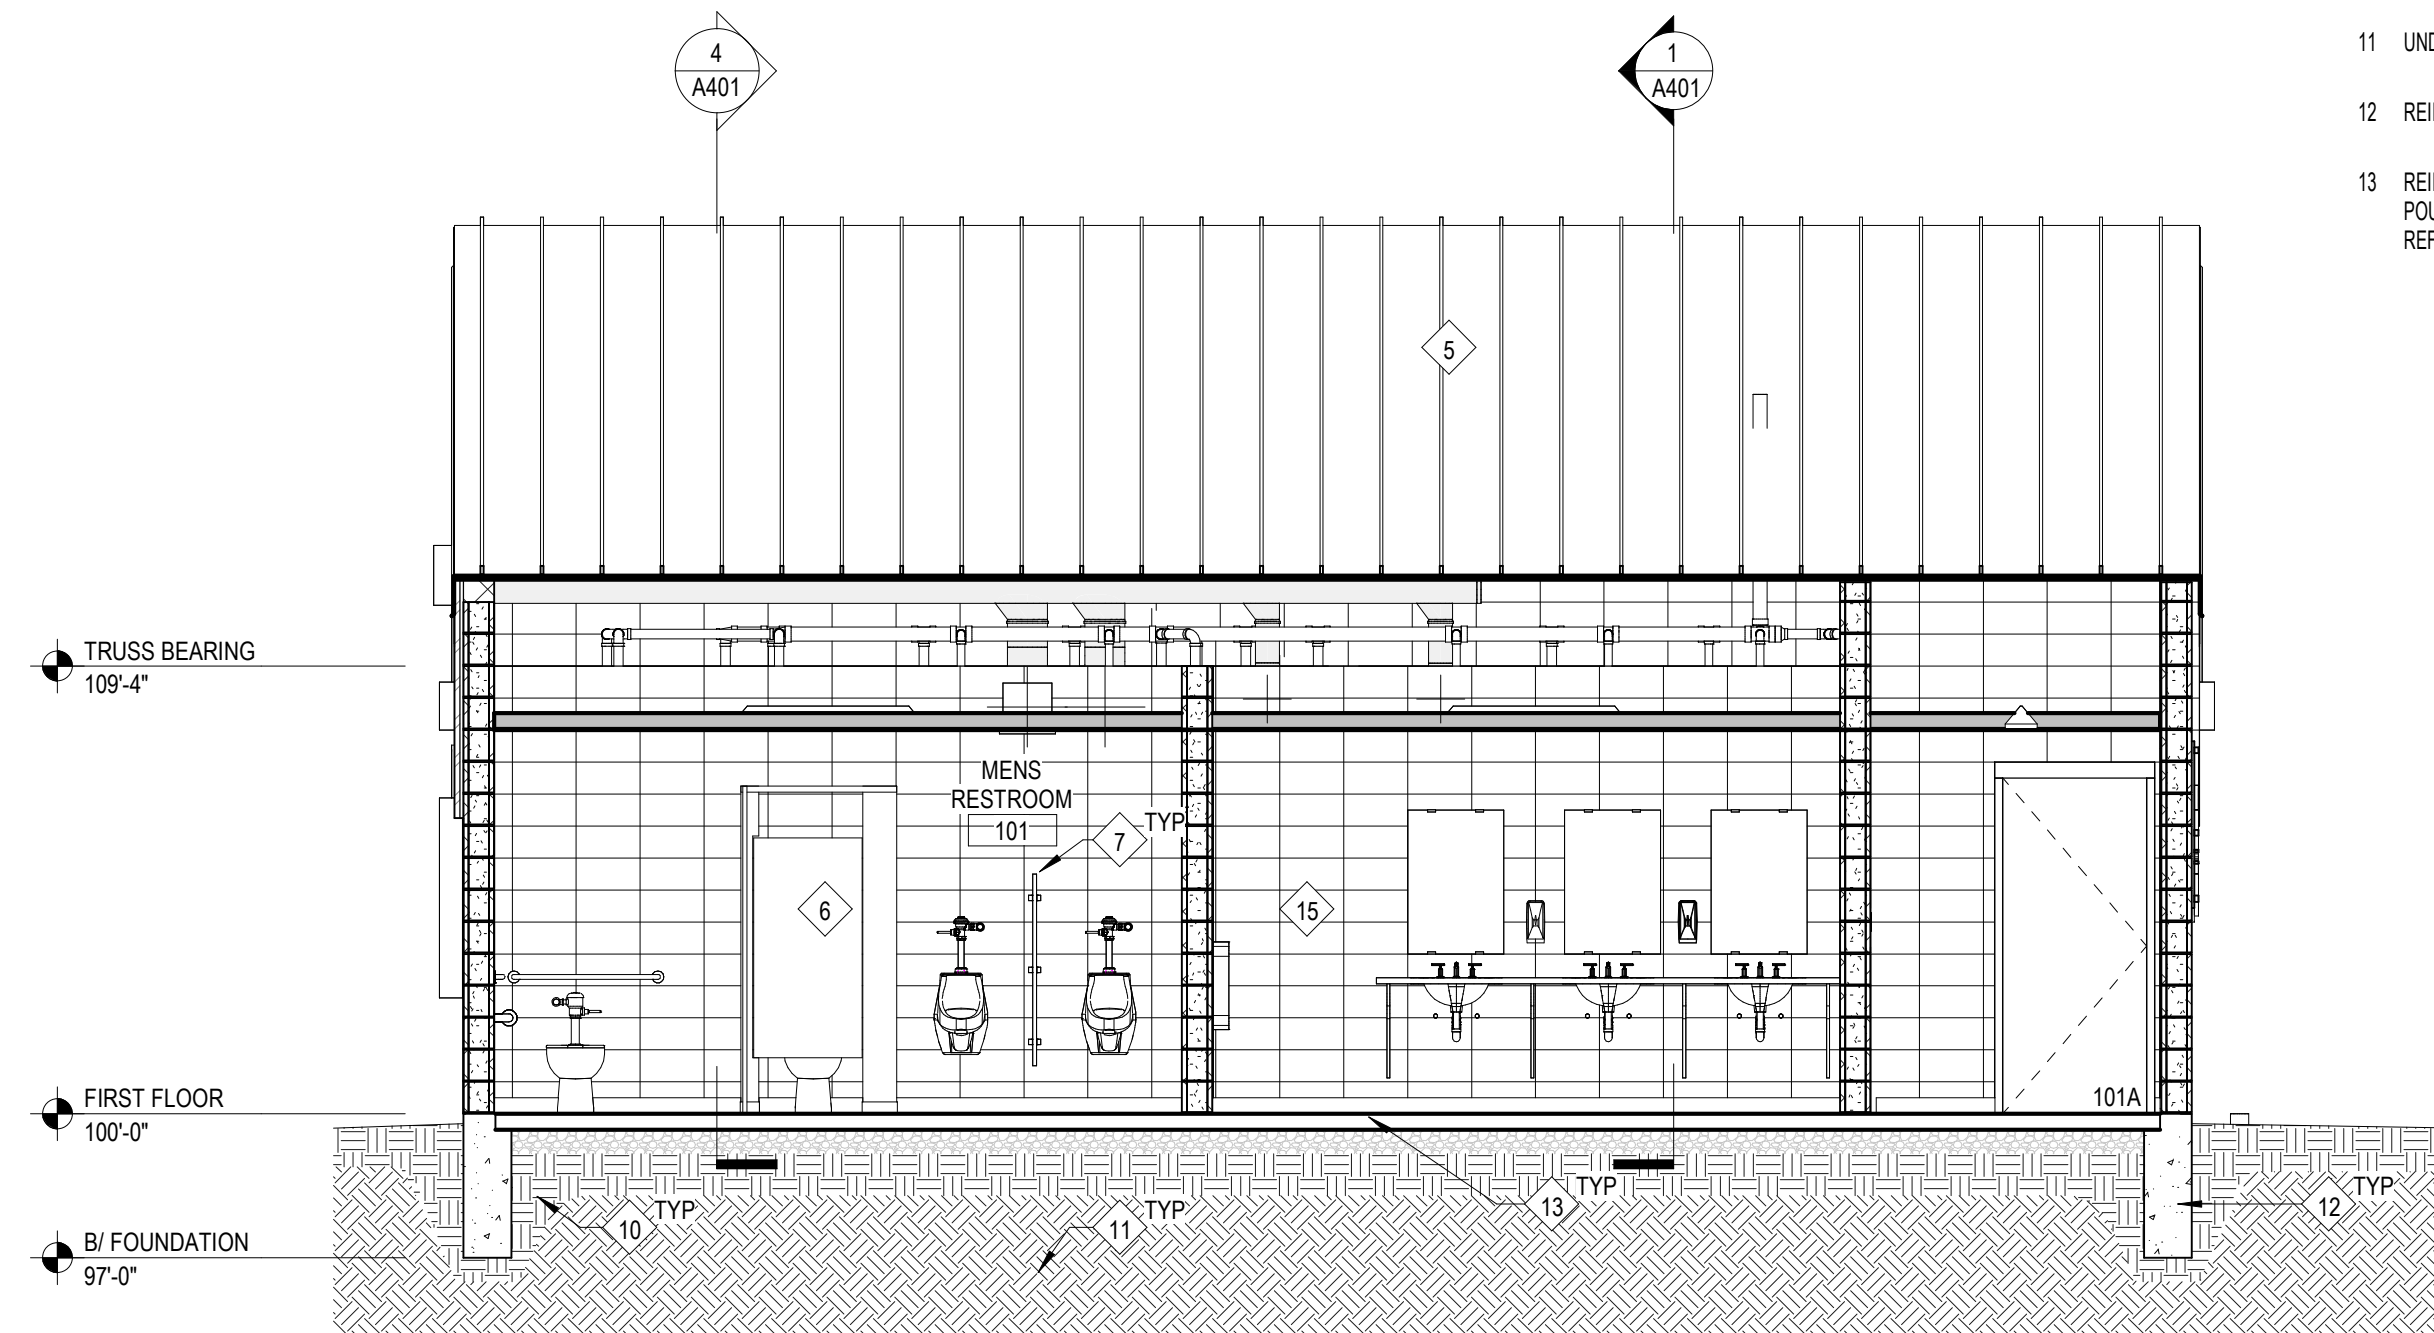 4
A401
1
A401
11 UND
12 REI
13 REI
POU
REF
5
TRUSS BEARING
109'-4"
MENS
RESTROOM
101
7
TYP
6
15
FIRST FLOOR
100'-0"
101A
10
TYP
11
TYP
13
TYP
12
TYP
B/ FOUNDATION
97'-0"